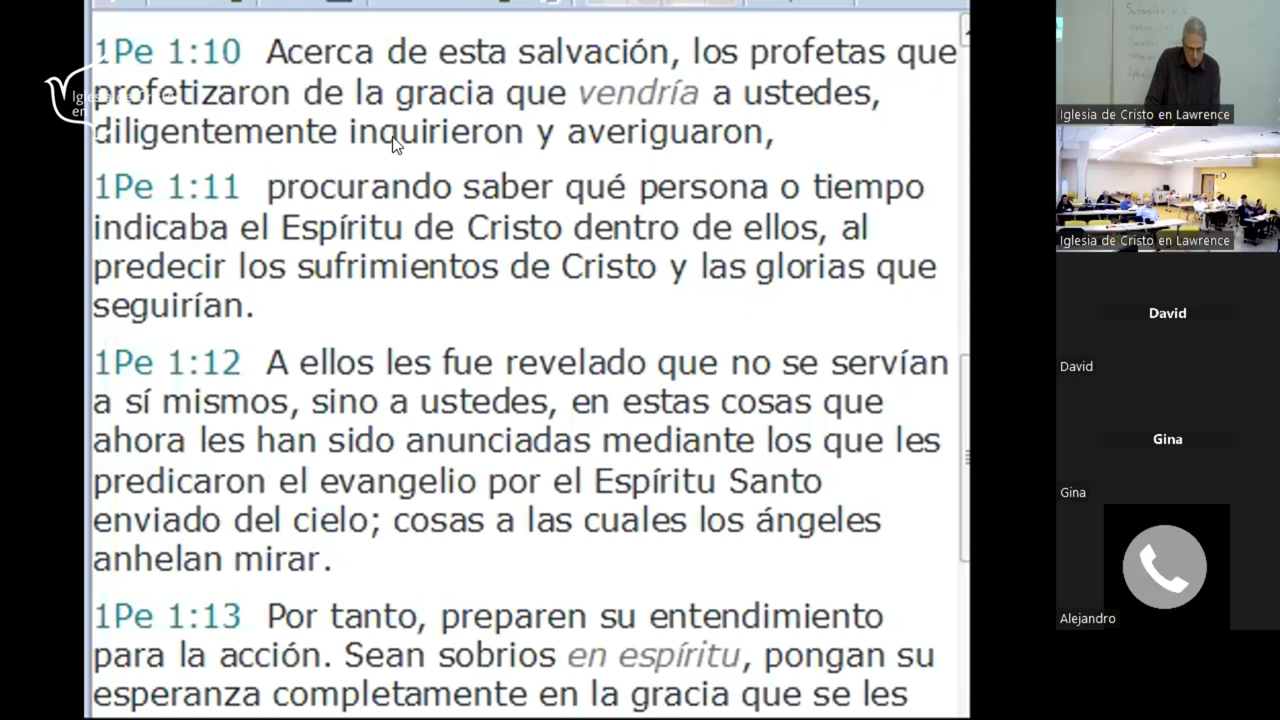 1Pe 1:10 Acerca de esta salvación, los profetas que
profetizaron de la gracia que vendría a ustedes,
diligentemente inquirieron y averiguaron,
1Pe 1:11 procurando saber qué persona o tiempo
indicaba el Espíritu de Cristo dentro de ellos, al
predecir los sufrimientos de Cristo y las glorias que
seguirían.
1Pe 1:12 A ellos les fue revelado que no se servían
a sí mismos, sino a ustedes, en estas cosas que
ahora les han sido anunciadas mediante los que les
predicaron el evangelio por el Espíritu Santo
enviado del cielo; cosas a las cuales los ángeles
anhelan mirar.
1Pe 1:13 Por tanto, preparen su entendimiento
para la acción. Sean sobrios en espíritu, pongan su
esperanza completamente en la gracia que se les
Iglesia de Cristo en Lawrence
Iglesia de Cristo en Lawrence
David
David
Gina
Gina
Alejandro